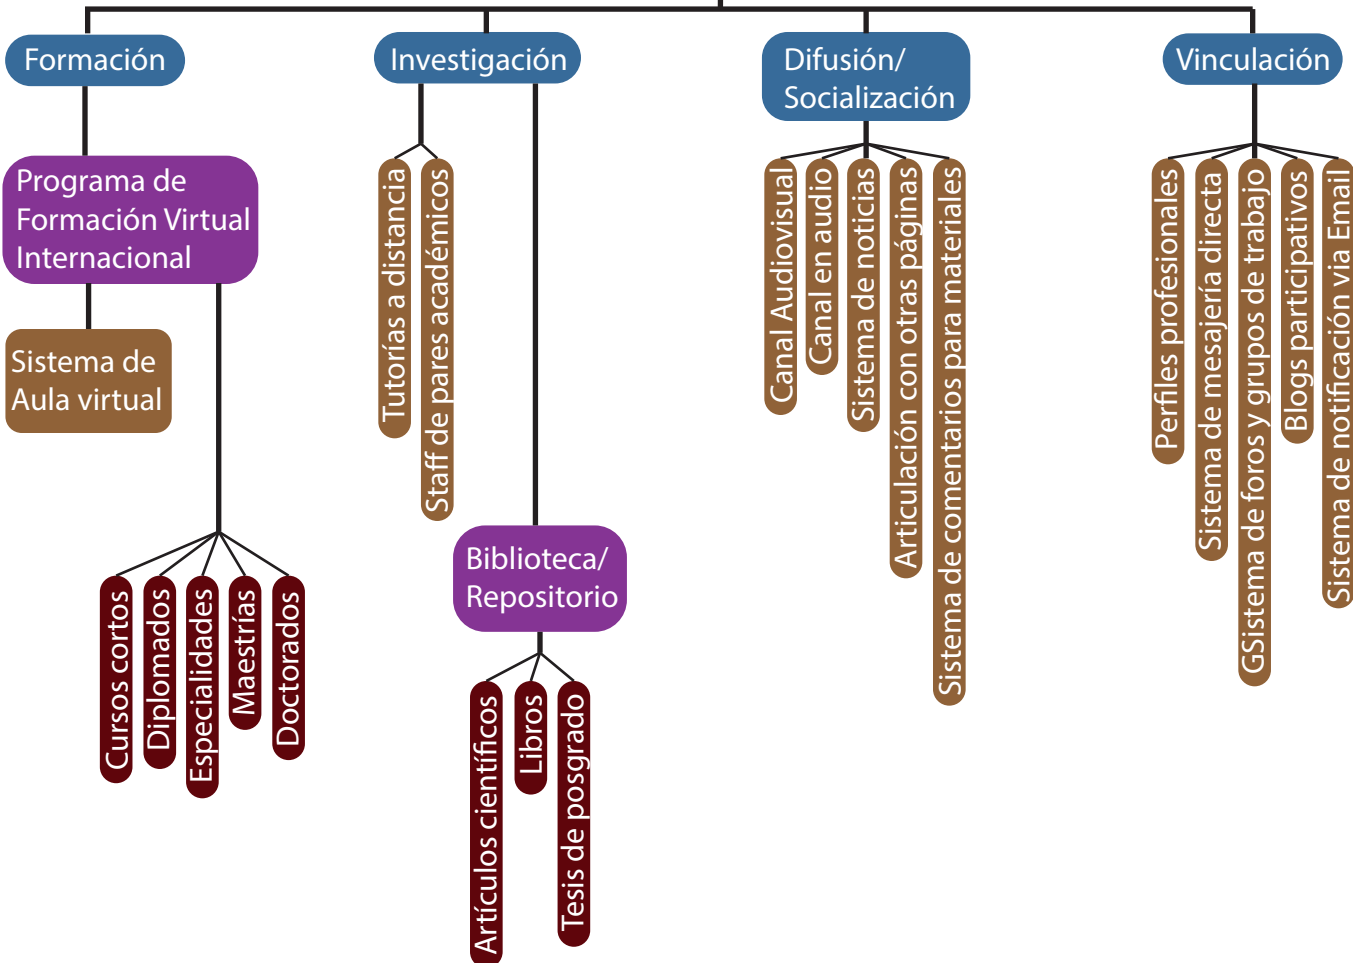 Formación
Investigación
Difusión/
Socialización
Vinculación
Programa de
Formación Virtual
Internacional
Sistema de
Aula virtual
Cursos cortos
Diplomados
Especialidades
Maestrías
Doctorados
Tutorías a distancia
Staff de pares académicos
Biblioteca/
Repositorio
Artículos científicos
Libros
Tesis de posgrado
Canal Audiovisual
Canal en audio
Sistema de noticias
Articulación con otras páginas
Sistema de comentarios para materiales
Perfiles profesionales
Sistema de mesajería directa
GSistema de foros y grupos de trabajo
Blogs participativos
Sistema de notificación via Email